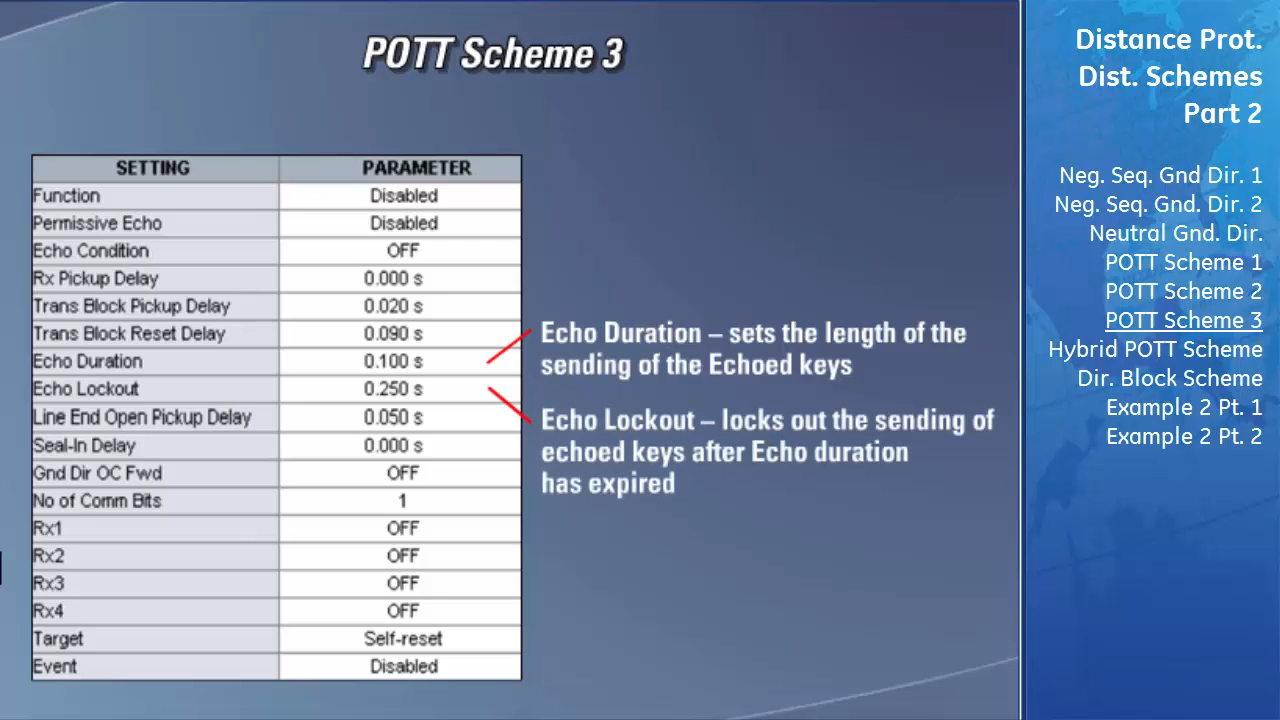 POTT Scheme 3
SETTING PARAMETER
Function Disabled
Permissive Echo Disabled
Echo Condition OFF
Rx Pickup Delay 0.000 s
Trans Block Pickup Delay 0.020 s
Trans Block Reset Delay 0.090 s
Echo Duration 0.100 s
Echo Lockout 0.250 s
Line End Open Pickup Delay 0.050 s
Seal-In Delay 0.000 s
Gnd Dir OC Fwd OFF
No of Comm Bits 1
Rx1 OFF
Rx2 OFF
Rx3 OFF
Rx4 OFF
Target Self-reset
Event Disabled
Echo Duration – sets the length of the
sending of the Echoed keys
Echo Lockout – locks out the sending of
echoed keys after Echo duration
has expired
Distance Prot.
Dist. Schemes
Part 2
Neg. Seq. Gnd Dir. 1
Neg. Seq. Gnd. Dir. 2
Neutral Gnd. Dir.
POTT Scheme 1
POTT Scheme 2
POTT Scheme 3
Hybrid POTT Scheme
Dir. Block Scheme
Example 2 Pt. 1
Example 2 Pt. 2